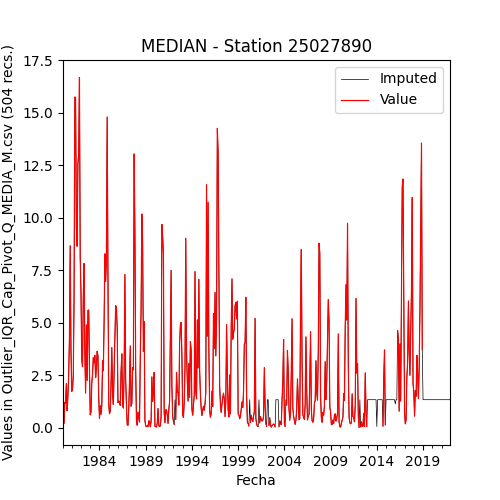 MEDIAN - Station 25027890
Values in Outlier_IQR_Cap_Pivot_Q_MEDIA_M.csv (504 recs.)
17.5
15.0
12.5
10.0
7.5
5.0
2.5
0.0
Imputed
Value
1984 1989 1994 1999 2004 2009 2014 2019
Fecha